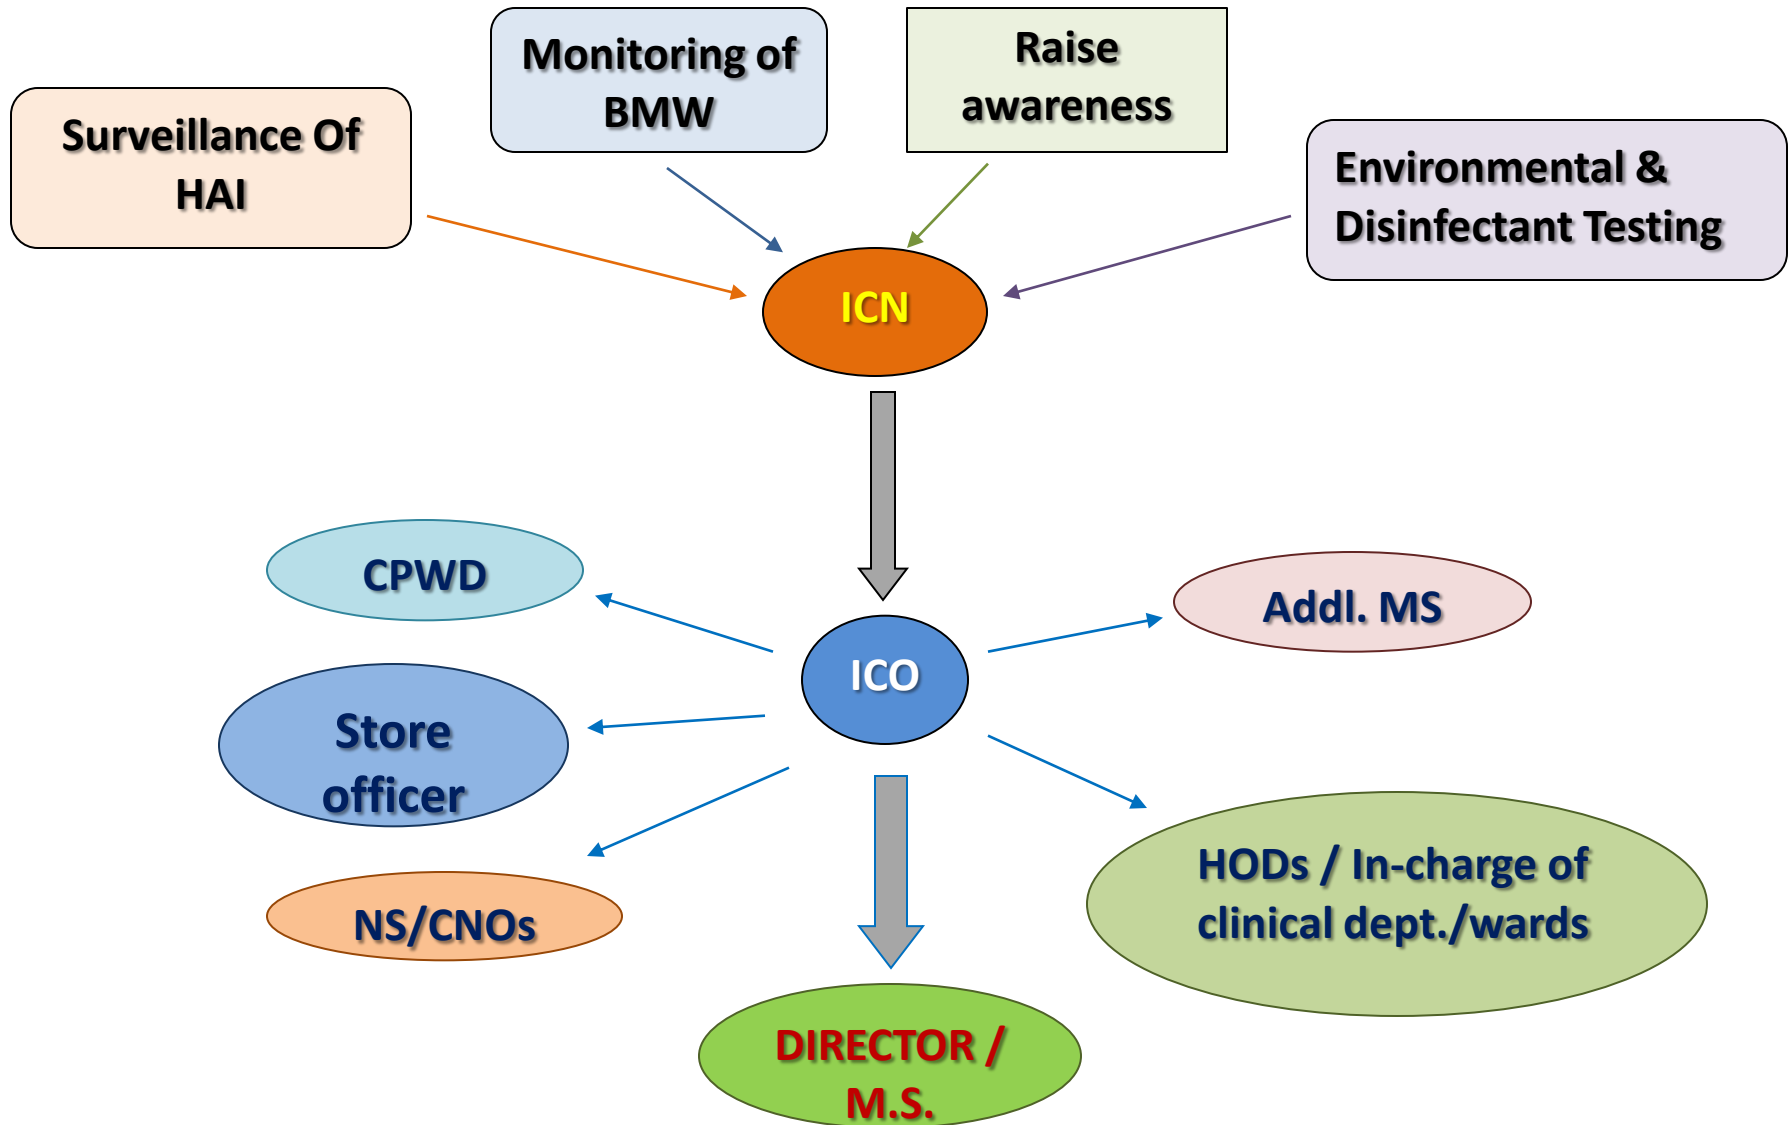 Monitoring of
BMW
Raise
awareness
Surveillance Of
HAI
Environmental &
Disinfectant Testing
ICN
CPWD
Addl. MS
ICO
Store
officer
HODs / In-charge of
clinical dept./wards
NS/CNOs
DIRECTOR /
M.S.